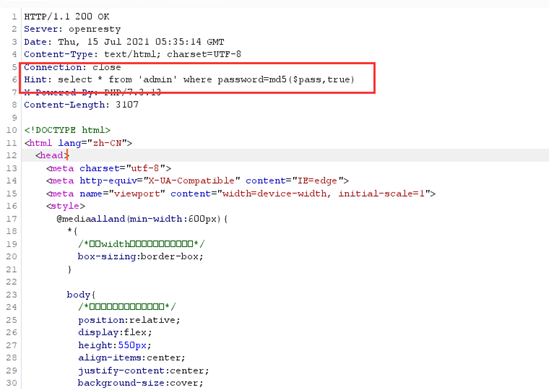 1 HTTP/1.1 200 OK
2 Server: openresty
3 Date: Thu, 15 Jul 2021 05:35:14 GMT
4 Content-Type: text/html; charset=UTF-8
5 Connection: close
6 Hint: select * from 'admin' where password=md5($pass,true)
7 X-Powered-By: PHP/7.3.13
8 Content-Length: 3107
9
10 <!DOCTYPE html>
11 <html lang="zh-CN">
12 <head>
13 <meta charset="utf-8">
14 <meta http-equiv="X-UA-Compatible" content="IE=edge">
15 <meta name="viewport" content="width=device-width, initial-scale=1">
16 <style>
17 @mediaalland(min-width:600px){
18 *{
19 /*□□width□□□□□□□□□□□*/
20 box-sizing:border-box;
21 }
22
23 body{
24 /*□□□□□□□□□□□□□*/
25 position:relative;
26 display:flex;
27 height:550px;
28 align-items:center;
29 justify-content:center;
30 background-size:cover;